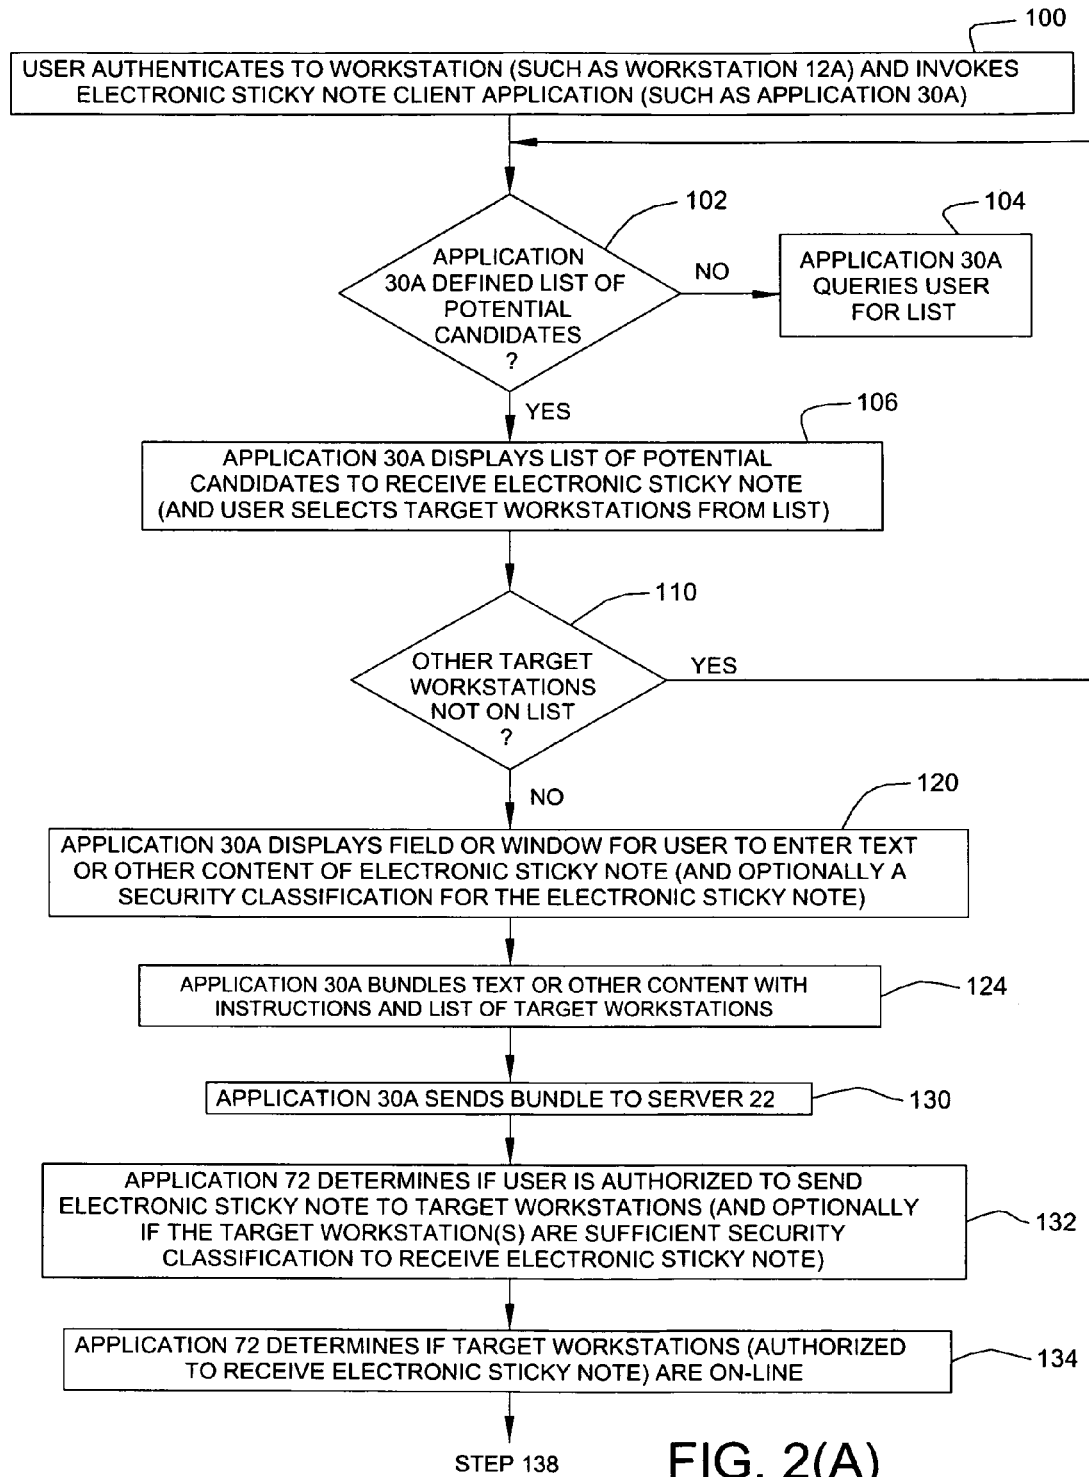 100
USER AUTHENTICATES TO WORKSTATION (SUCH AS WORKSTATION 12A) AND INVOKES
ELECTRONIC STICKY NOTE CLIENT APPLICATION (SUCH AS APPLICATION 30A)
102
APPLICATION
30A DEFINED LIST OF
POTENTIAL
CANDIDATES
?
NO
104
APPLICATION 30A
QUERIES USER
FOR LIST
YES
106
APPLICATION 30A DISPLAYS LIST OF POTENTIAL
CANDIDATES TO RECEIVE ELECTRONIC STICKY NOTE
(AND USER SELECTS TARGET WORKSTATIONS FROM LIST)
110
OTHER TARGET
WORKSTATIONS
NOT ON LIST
?
YES
NO
120
APPLICATION 30A DISPLAYS FIELD OR WINDOW FOR USER TO ENTER TEXT
OR OTHER CONTENT OF ELECTRONIC STICKY NOTE (AND OPTIONALLY A
SECURITY CLASSIFICATION FOR THE ELECTRONIC STICKY NOTE)
APPLICATION 30A BUNDLES TEXT OR OTHER CONTENT WITH
INSTRUCTIONS AND LIST OF TARGET WORKSTATIONS
124
APPLICATION 30A SENDS BUNDLE TO SERVER 22
130
APPLICATION 72 DETERMINES IF USER IS AUTHORIZED TO SEND
ELECTRONIC STICKY NOTE TO TARGET WORKSTATIONS (AND OPTIONALLY
IF THE TARGET WORKSTATION(S) ARE SUFFICIENT SECURITY
CLASSIFICATION TO RECEIVE ELECTRONIC STICKY NOTE)
132
APPLICATION 72 DETERMINES IF TARGET WORKSTATIONS (AUTHORIZED
TO RECEIVE ELECTRONIC STICKY NOTE) ARE ON-LINE
134
STEP 138
FIG. 2(A)